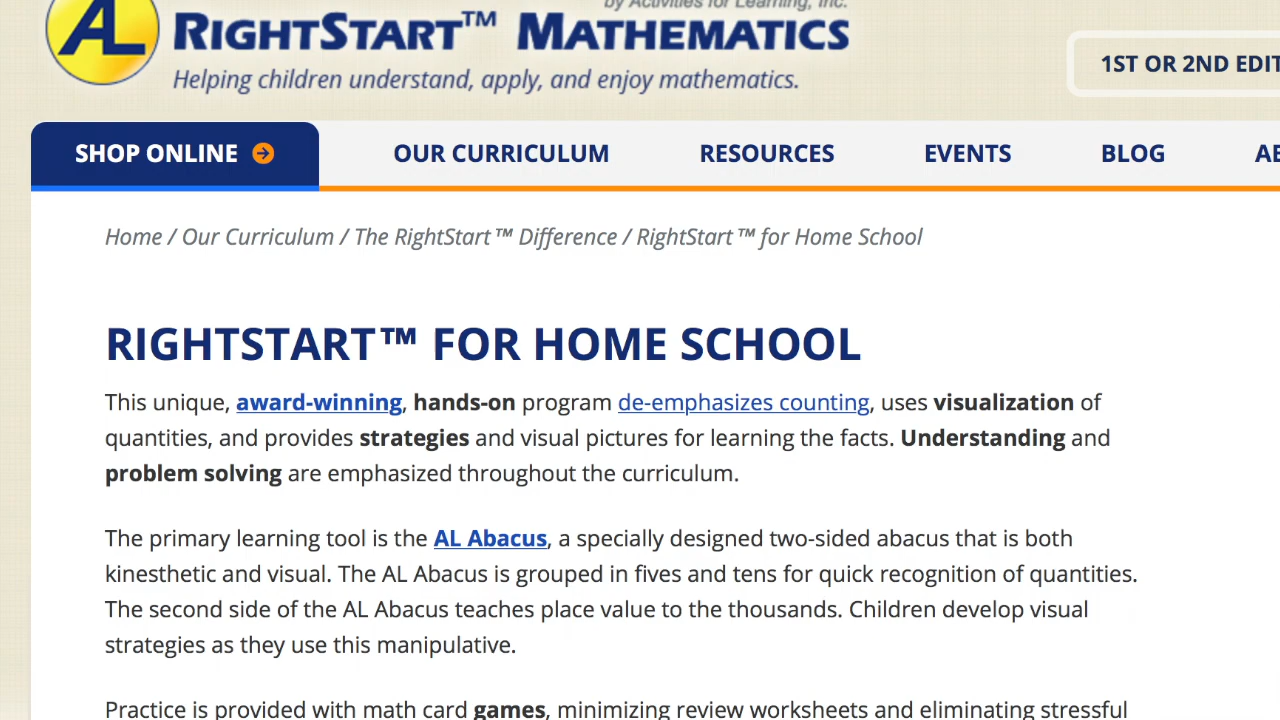 by Activities for Learning, Inc.
AL RIGHTSTART™ MATHEMATICS
Helping children understand, apply, and enjoy mathematics.
1ST OR 2ND EDIT
SHOP ONLINE OUR CURRICULUM RESOURCES EVENTS BLOG AB
Home / Our Curriculum / The RightStart™ Difference / RightStart™ for Home School
RIGHTSTART™ FOR HOME SCHOOL
This unique, award-winning, hands-on program de-emphasizes counting, uses visualization of
quantities, and provides strategies and visual pictures for learning the facts. Understanding and
problem solving are emphasized throughout the curriculum.
The primary learning tool is the AL Abacus, a specially designed two-sided abacus that is both
kinesthetic and visual. The AL Abacus is grouped in fives and tens for quick recognition of quantities.
The second side of the AL Abacus teaches place value to the thousands. Children develop visual
strategies as they use this manipulative.
Practice is provided with math card games, minimizing review worksheets and eliminating stressful